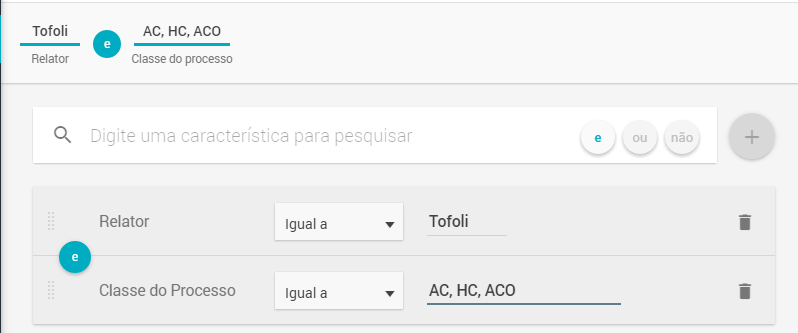 Tofoli e AC, HC, ACO
Relator Classe do processo
Digite uma característica para pesquisar e ou não +
Relator Igual a Tofoli
e
Classe do Processo Igual a AC, HC, ACO